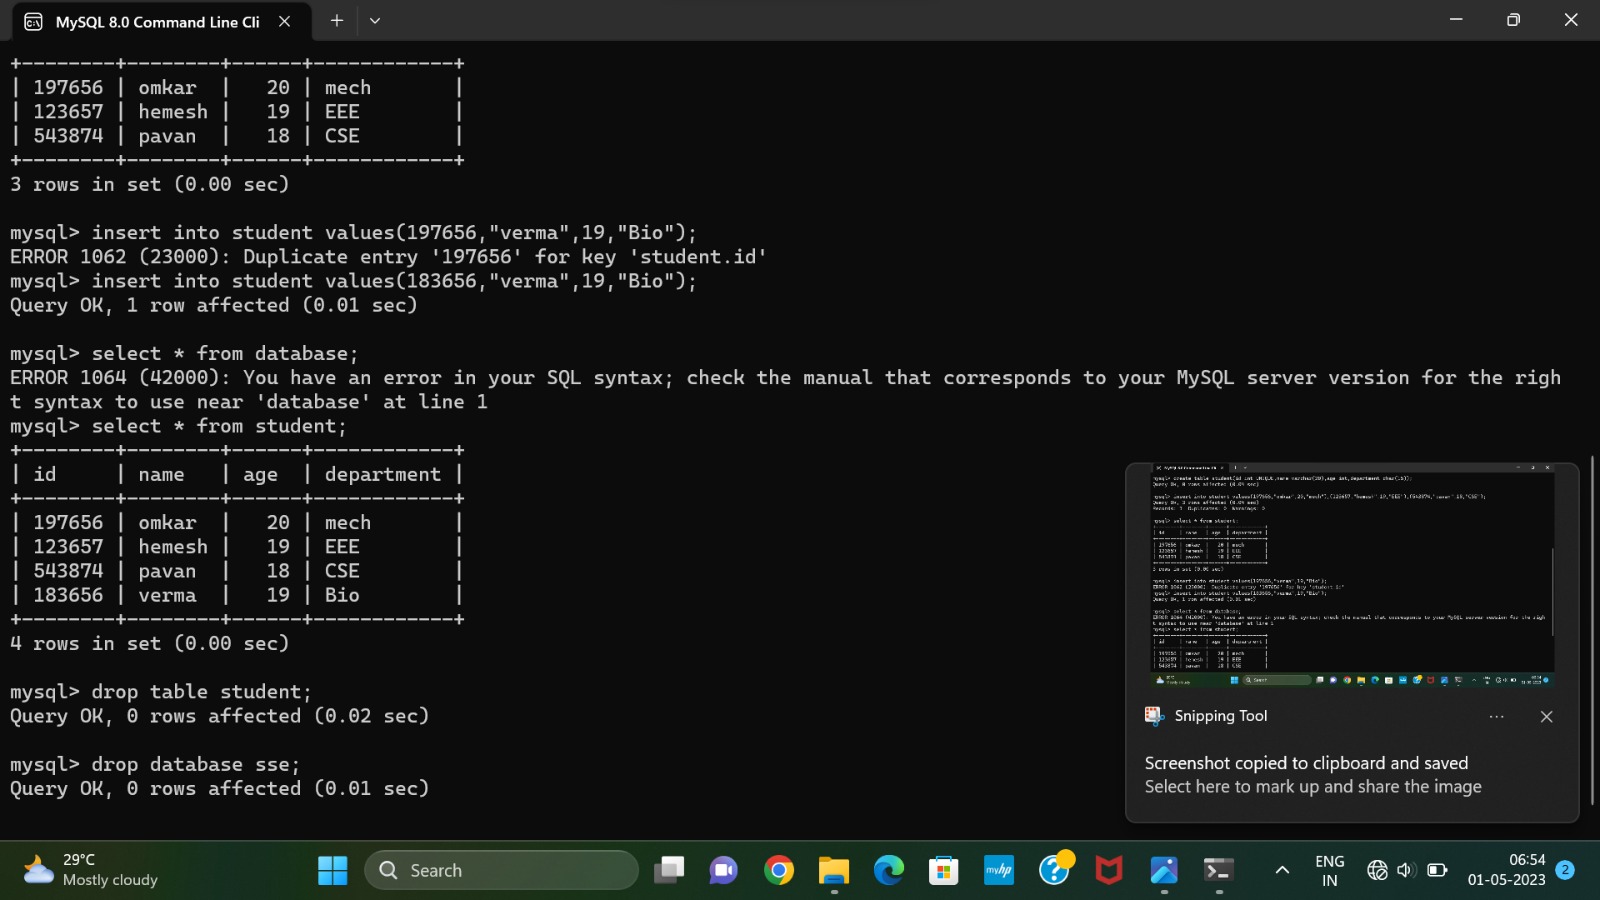 MySQL 8.0 Command Line Cli
+--------+--------+------+------------+
| 197656 | omkar  |   20 | mech       |
| 123657 | hemesh |   19 | EEE        |
| 543874 | pavan  |   18 | CSE        |
+--------+--------+------+------------+
3 rows in set (0.00 sec)
mysql> insert into student values(197656,"verma",19,"Bio");
ERROR 1062 (23000): Duplicate entry '197656' for key 'student.id'
mysql> insert into student values(183656,"verma",19,"Bio");
Query OK, 1 row affected (0.01 sec)
mysql> select * from database;
ERROR 1064 (42000): You have an error in your SQL syntax; check the manual that corresponds to your MySQL server version for the righ
t syntax to use near 'database' at line 1
mysql> select * from student;
+--------+--------+------+------------+
| id     | name   | age  | department |
+--------+--------+------+------------+
| 197656 | omkar  |   20 | mech       |
| 123657 | hemesh |   19 | EEE        |
| 543874 | pavan  |   18 | CSE        |
| 183656 | verma  |   19 | Bio        |
+--------+--------+------+------------+
4 rows in set (0.00 sec)
mysql> drop table student;
Query OK, 0 rows affected (0.02 sec)
mysql> drop database sse;
Query OK, 0 rows affected (0.01 sec)
Snipping Tool
Screenshot copied to clipboard and saved
Select here to mark up and share the image
29°C
Mostly cloudy
Search
myhp
ENG
IN
06:54
01-05-2023
2